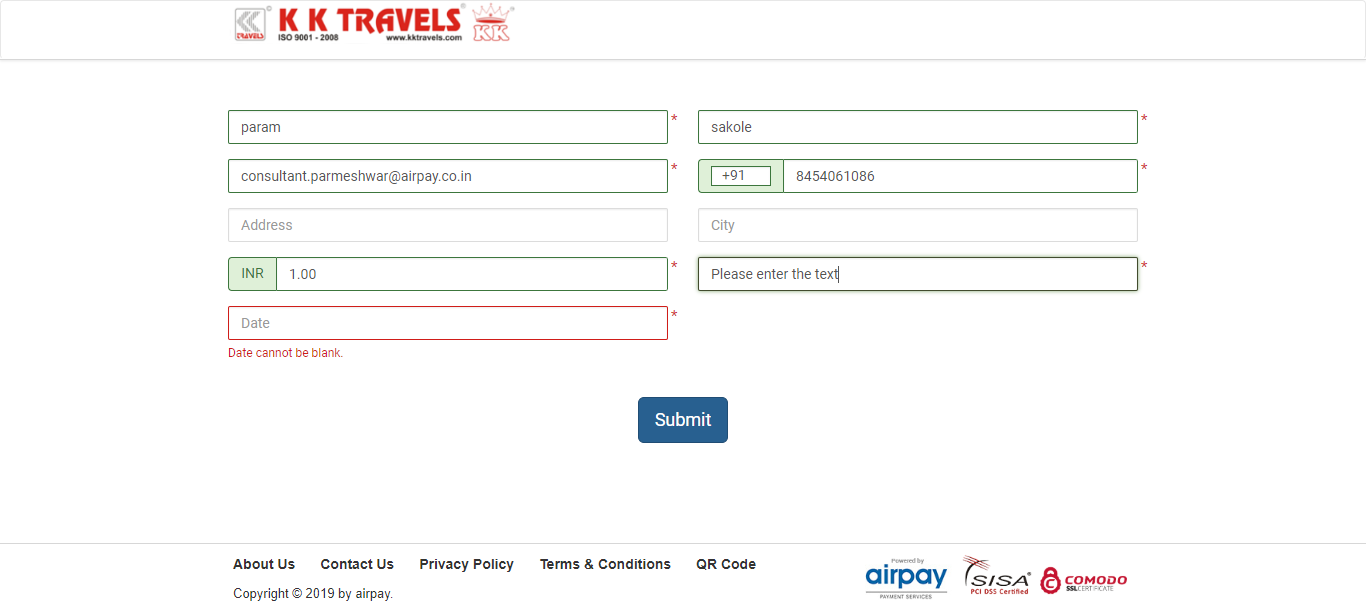 K K TRAVELS
TRAVELS
ISO 9001 - 2008 www.kktravels.com
KK
param * sakole *
consultant.parmeshwar@airpay.co.in * +91 8454061086 *
Address City
INR 1.00 * Please enter the text *
Date *
Date cannot be blank.
Submit
About Us Contact Us Privacy Policy Terms & Conditions QR Code
Copyright © 2019 by airpay.
Powered by
airpay
PAYMENT SERVICES
SISA
PCI DSS Certified
COMODO
SSL CERTIFICATE